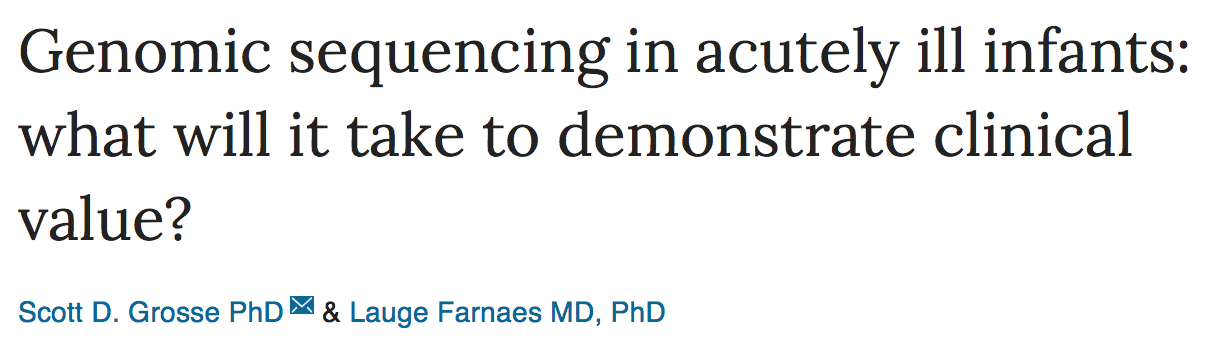 Genomic sequencing in acutely ill infants:
what will it take to demonstrate clinical
value?
Scott D. Grosse PhD & Lauge Farnaes MD, PhD